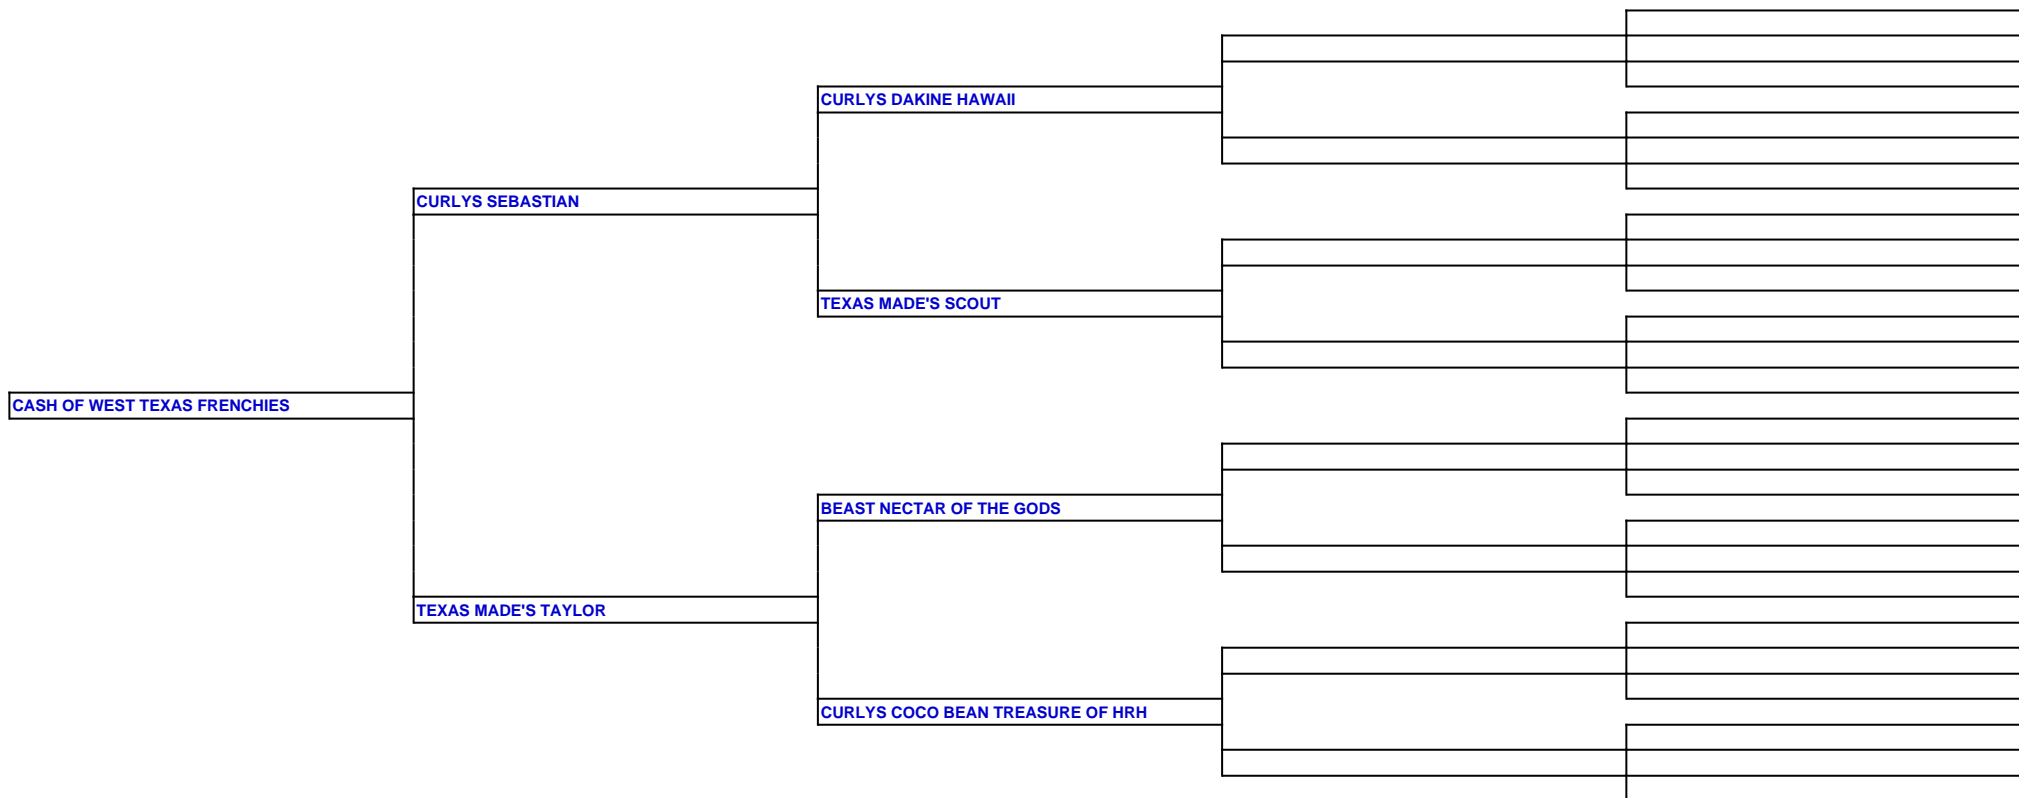 CURLYS DAKINE HAWAII
CURLYS SEBASTIAN
TEXAS MADE'S SCOUT
CASH OF WEST TEXAS FRENCHIES
BEAST NECTAR OF THE GODS
TEXAS MADE'S TAYLOR
CURLYS COCO BEAN TREASURE OF HRH